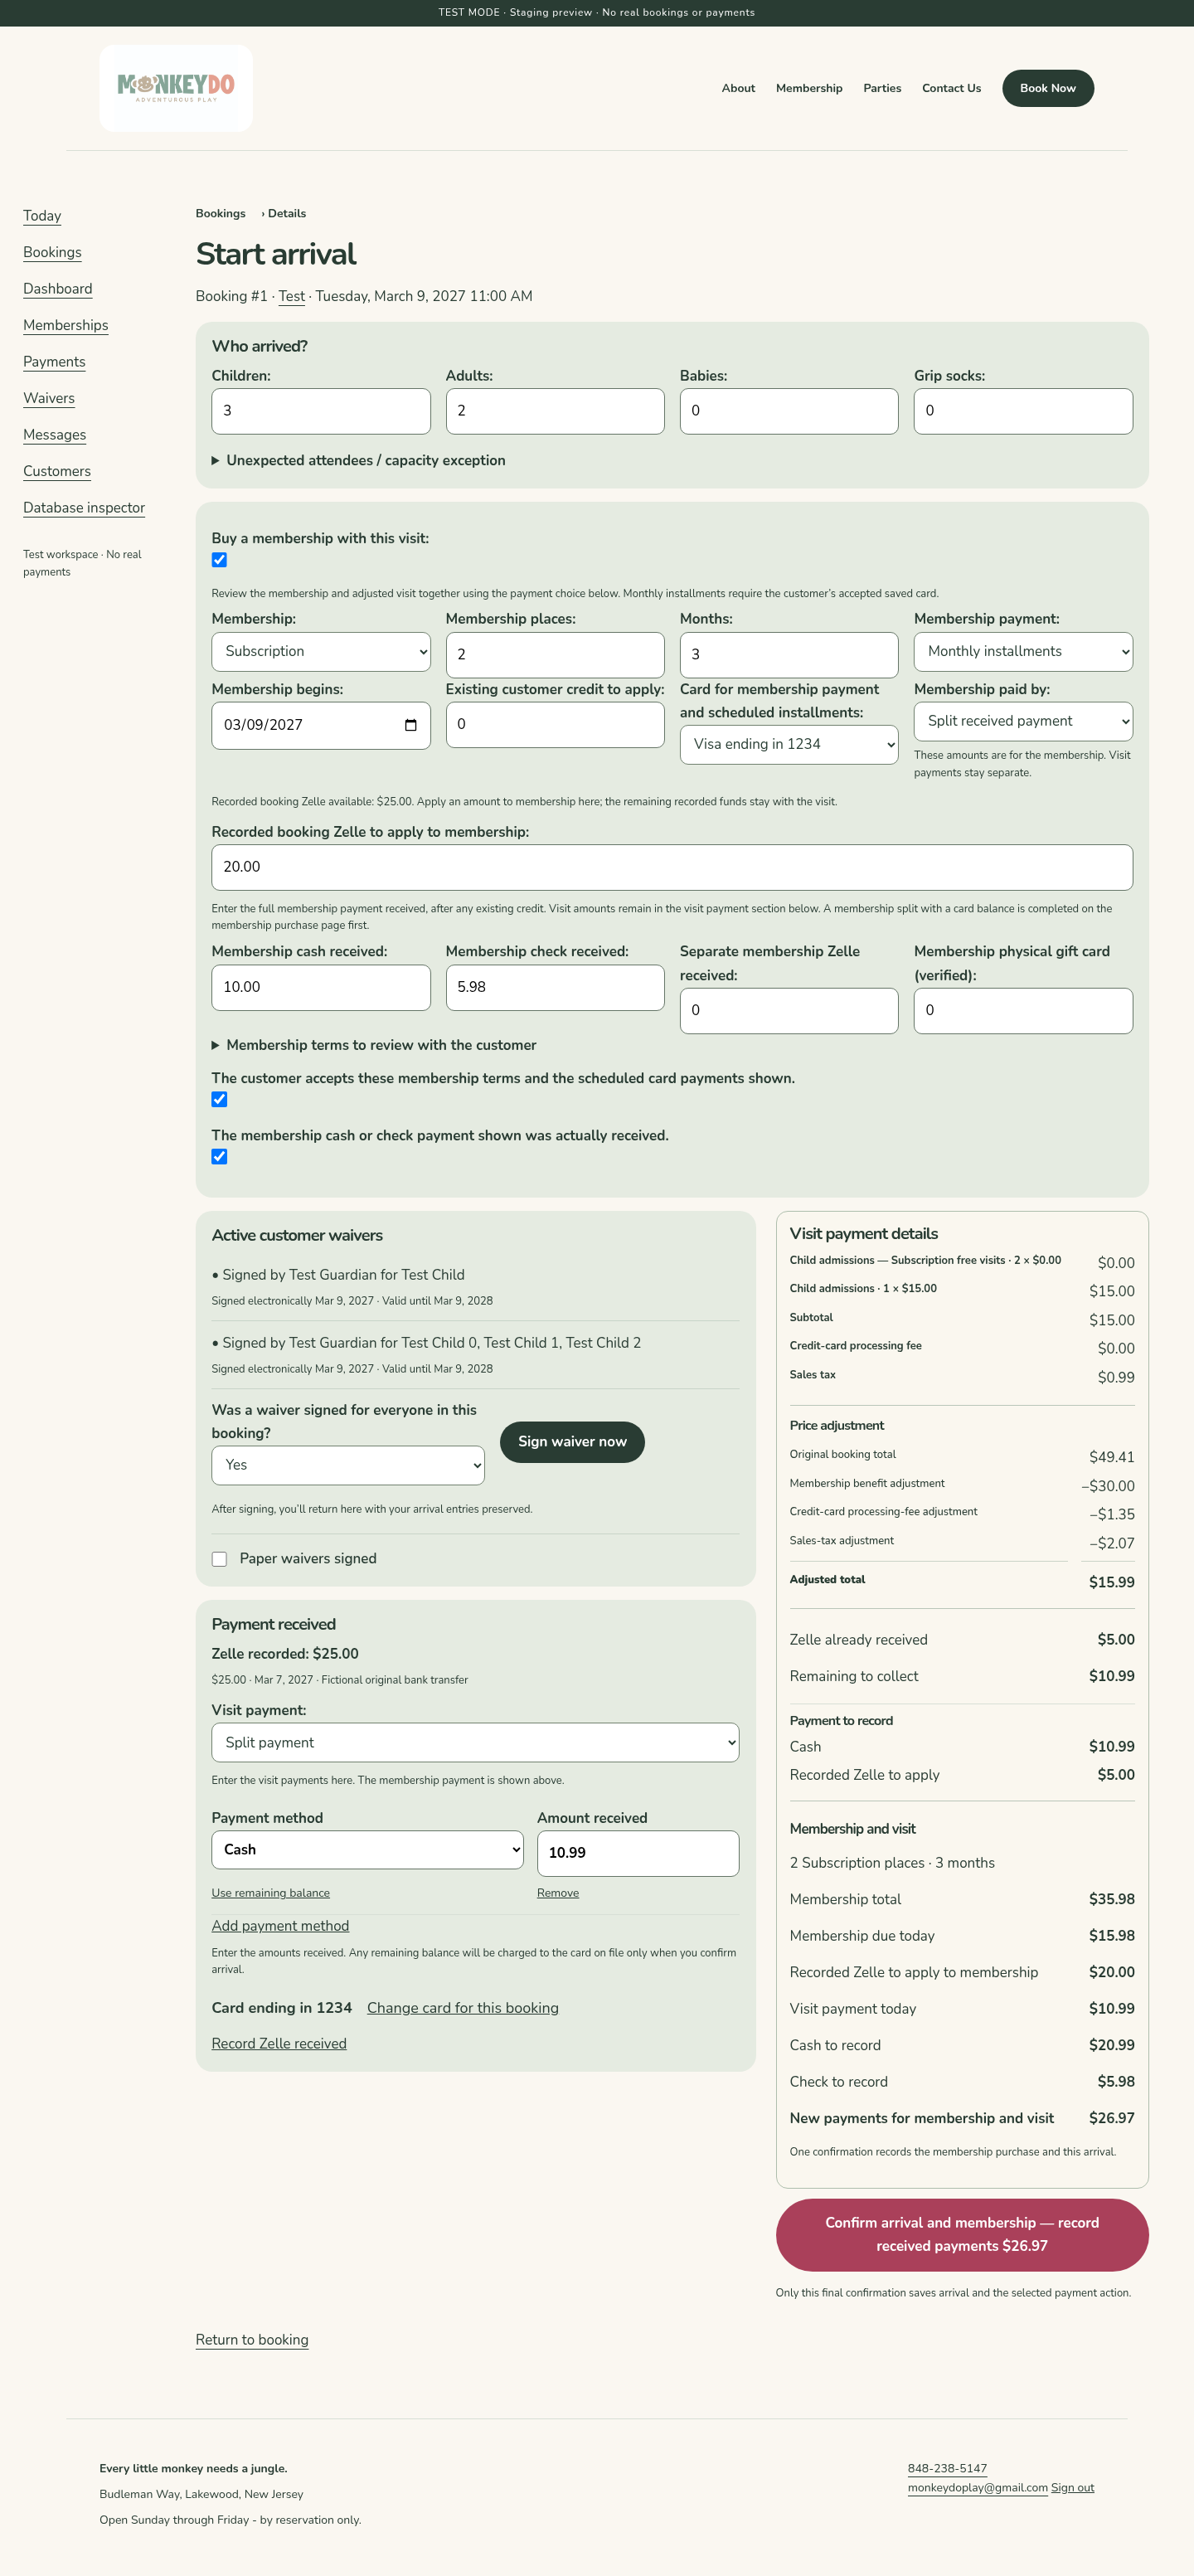 TEST MODE · Staging preview · No real bookings or payments
MONKEYDO
ADVENTUROUS PLAY
About Membership Parties Contact Us Book Now
Today
Bookings
Dashboard
Memberships
Payments
Waivers
Messages
Customers
Database inspector
Test workspace · No real
payments
Bookings › Details
Start arrival
Booking #1 · Test · Tuesday, March 9, 2027 11:00 AM
Who arrived?
Children: Adults: Babies: Grip socks:
3 2 0 0
▶ Unexpected attendees / capacity exception
Buy a membership with this visit:
Review the membership and adjusted visit together using the payment choice below. Monthly installments require the customer’s accepted saved card.
Membership: Membership places: Months: Membership payment:
Subscription 2 3 Monthly installments
Membership begins: Existing customer credit to apply: Card for membership payment
and scheduled installments: Membership paid by:
03/09/2027 0 Visa ending in 1234 Split received payment
These amounts are for the membership. Visit
payments stay separate.
Recorded booking Zelle available: $25.00. Apply an amount to membership here; the remaining recorded funds stay with the visit.
Recorded booking Zelle to apply to membership:
20.00
Enter the full membership payment received, after any existing credit. Visit amounts remain in the visit payment section below. A membership split with a card balance is completed on the
membership purchase page first.
Membership cash received: Membership check received: Separate membership Zelle
received: Membership physical gift card
(verified):
10.00 5.98 0 0
▶ Membership terms to review with the customer
The customer accepts these membership terms and the scheduled card payments shown.
The membership cash or check payment shown was actually received.
Active customer waivers
• Signed by Test Guardian for Test Child
Signed electronically Mar 9, 2027 · Valid until Mar 9, 2028
• Signed by Test Guardian for Test Child 0, Test Child 1, Test Child 2
Signed electronically Mar 9, 2027 · Valid until Mar 9, 2028
Was a waiver signed for everyone in this
booking?
Yes
Sign waiver now
After signing, you’ll return here with your arrival entries preserved.
Paper waivers signed
Payment received
Zelle recorded: $25.00
$25.00 · Mar 7, 2027 · Fictional original bank transfer
Visit payment:
Split payment
Enter the visit payments here. The membership payment is shown above.
Payment method Amount received
Cash 10.99
Use remaining balance Remove
Add payment method
Enter the amounts received. Any remaining balance will be charged to the card on file only when you confirm
arrival.
Card ending in 1234 Change card for this booking
Record Zelle received
Visit payment details
Child admissions — Subscription free visits · 2 × $0.00 $0.00
Child admissions · 1 × $15.00 $15.00
Subtotal $15.00
Credit-card processing fee $0.00
Sales tax $0.99
Price adjustment
Original booking total $49.41
Membership benefit adjustment −$30.00
Credit-card processing-fee adjustment −$1.35
Sales-tax adjustment −$2.07
Adjusted total $15.99
Zelle already received $5.00
Remaining to collect $10.99
Payment to record
Cash $10.99
Recorded Zelle to apply $5.00
Membership and visit
2 Subscription places · 3 months
Membership total $35.98
Membership due today $15.98
Recorded Zelle to apply to membership $20.00
Visit payment today $10.99
Cash to record $20.99
Check to record $5.98
New payments for membership and visit $26.97
One confirmation records the membership purchase and this arrival.
Confirm arrival and membership — record
received payments $26.97
Only this final confirmation saves arrival and the selected payment action.
Return to booking
Every little monkey needs a jungle.
Budleman Way, Lakewood, New Jersey
Open Sunday through Friday - by reservation only.
848-238-5147
monkeydoplay@gmail.com Sign out